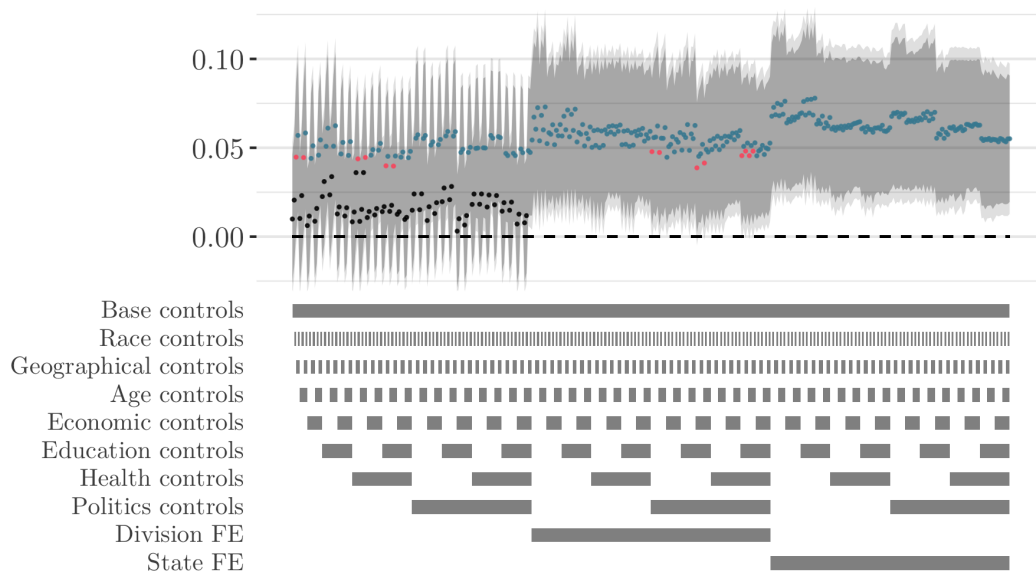 0.10
0.05
0.00
Base controls
Race controls
Geographical controls
Age controls
Economic controls
Education controls
Health controls
Politics controls
Division FE
State FE